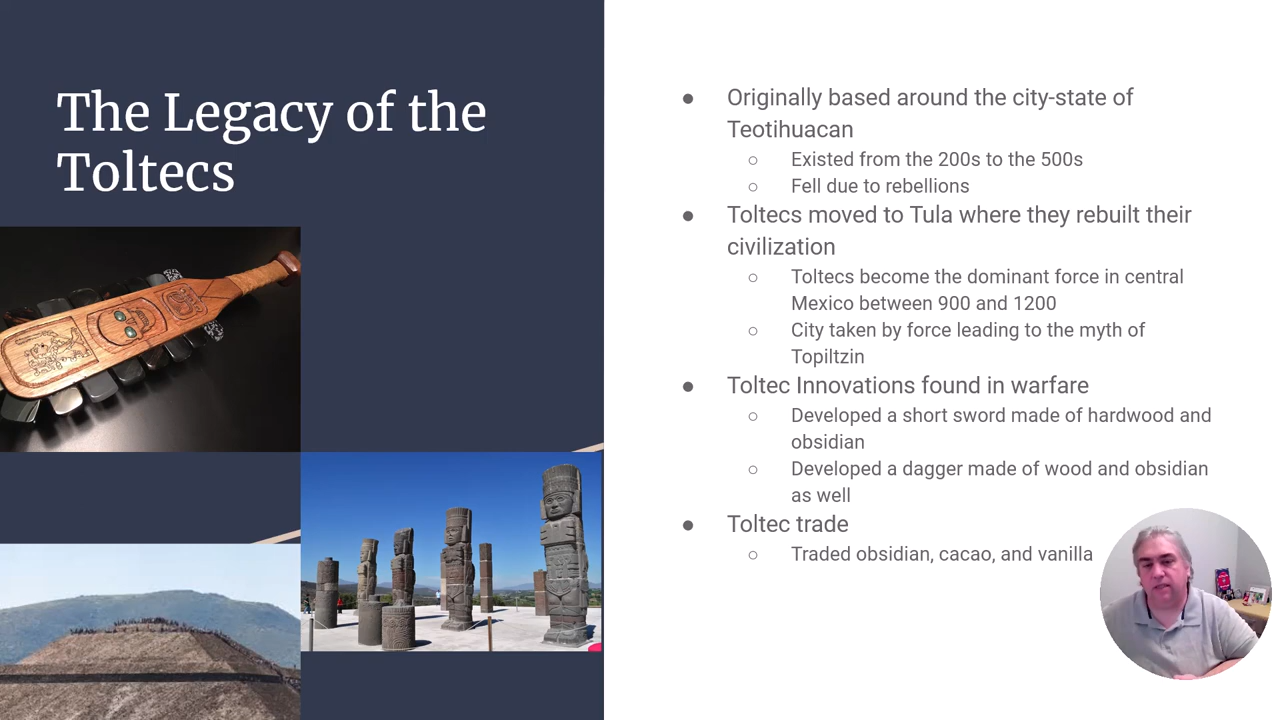 The Legacy of the
Toltecs
● Originally based around the city-state of
Teotihuacan
○ Existed from the 200s to the 500s
○ Fell due to rebellions
● Toltecs moved to Tula where they rebuilt their
civilization
○ Toltecs become the dominant force in central
Mexico between 900 and 1200
○ City taken by force leading to the myth of
Topiltzin
● Toltec Innovations found in warfare
○ Developed a short sword made of hardwood and
obsidian
○ Developed a dagger made of wood and obsidian
as well
● Toltec trade
○ Traded obsidian, cacao, and vanilla